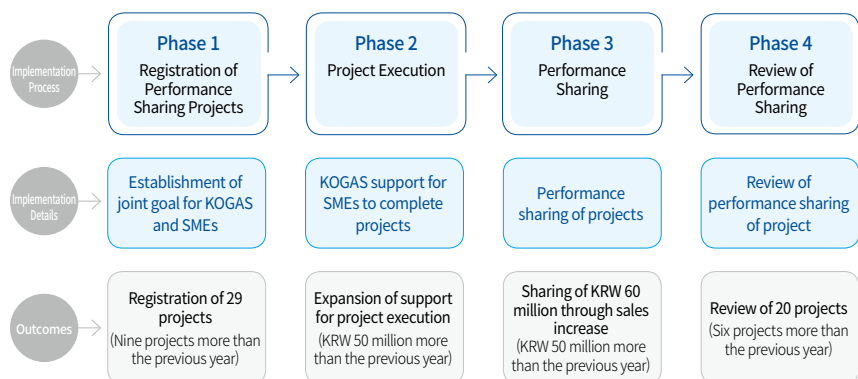 Implementation
Process
Phase 1
Registration of
Performance
Sharing Projects
Phase 2
Project Execution
Phase 3
Performance
Sharing
Phase 4
Review of
Performance
Sharing
Implementation
Details
Establishment of
joint goal for KOGAS
and SMEs
KOGAS support for
SMEs to complete
projects
Performance
sharing of projects
Review of
performance sharing
of project
Outcomes
Registration of 29
projects
(Nine projects more than
the previous year)
Expansion of support
for project execution
(KRW 50 million more
than the previous year)
Sharing of KRW 60
million through sales
increase
(KRW 50 million more
than the previous year)
Review of 20 projects
(Six projects more than
the previous year)